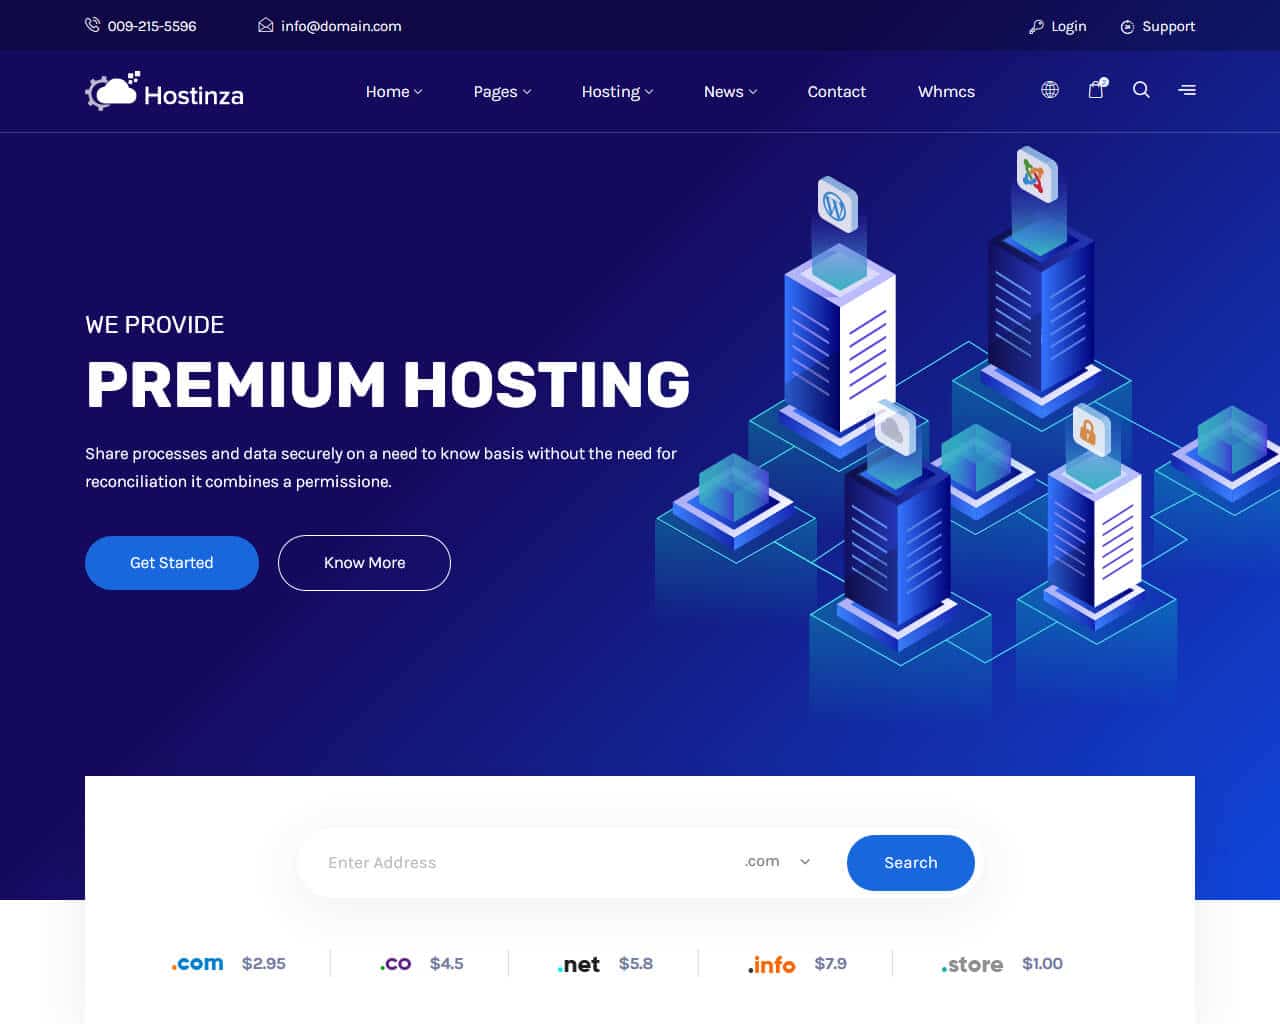 009-215-5596 info@domain.com Login Support
Hostinza Home Pages Hosting News Contact Whmcs
WE PROVIDE
PREMIUM HOSTING
Share processes and data securely on a need to know basis without the need for
reconciliation it combines a permissione.
Get Started Know More
Enter Address .com Search
.com $2.95 .co $4.5 .net $5.8 .info $7.9 .store $1.00